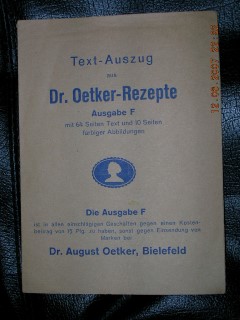 Text-Auszug
aus
Dr. Oetker-Rezepte
Ausgabe F
mit 64 Seiten Text und 10 Seiten
farbiger Abbildungen.
Die Ausgabe F
ist in allen einschlägigen Geschäften gegen einen Kosten-
beitrag von 15 Pfg. zu haben, sonst gegen Einsendung von
Marken bei
Dr. August Oetker, Bielefeld